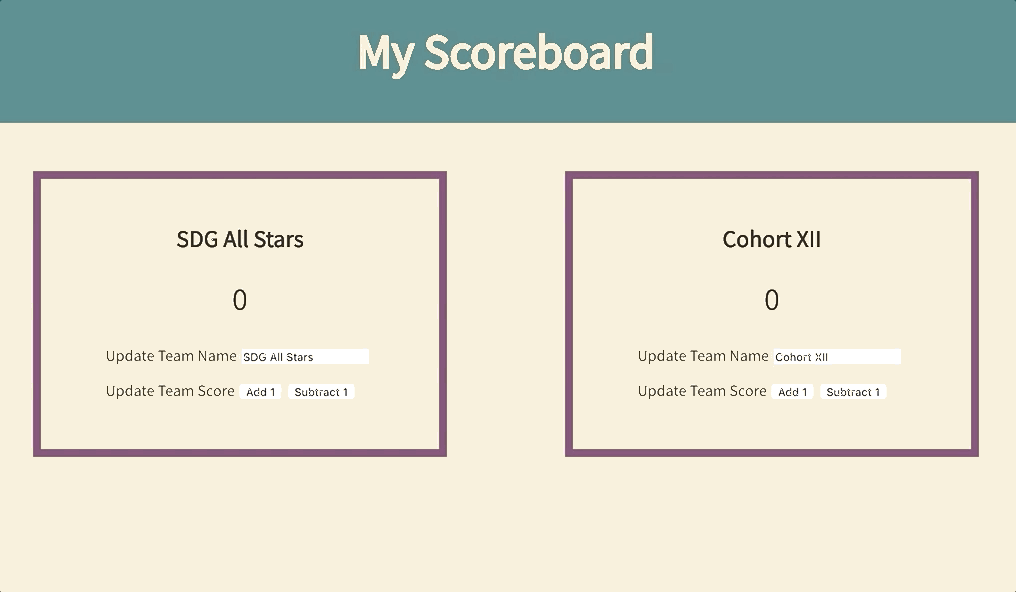 My Scoreboard
SDG All Stars
0
Update Team Name SDG All Stars
Update Team Score Add 1 Subtract 1
Cohort XII
0
Update Team Name Cohort XII
Update Team Score Add 1 Subtract 1